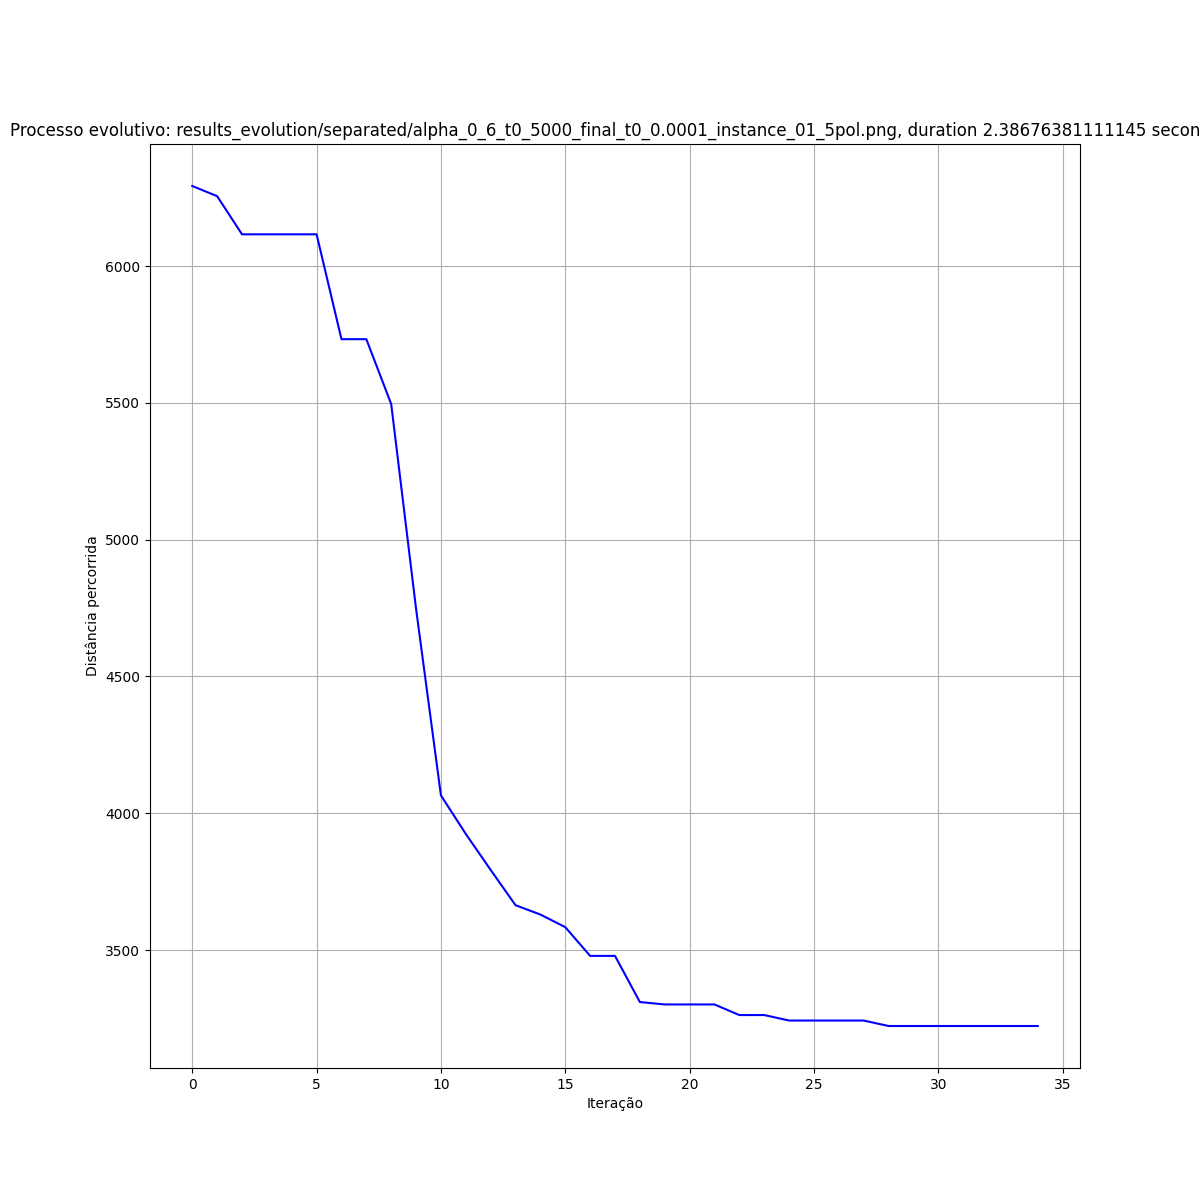 Processo evolutivo: results_evolution/separated/alpha_0_6_t0_5000_final_t0_0.0001_instance_01_5pol.png, duration 2.38676381111145 secon
6000
5500
5000
4500
4000
3500
Distância percorrida
0 5 10 15 20 25 30 35
Iteração